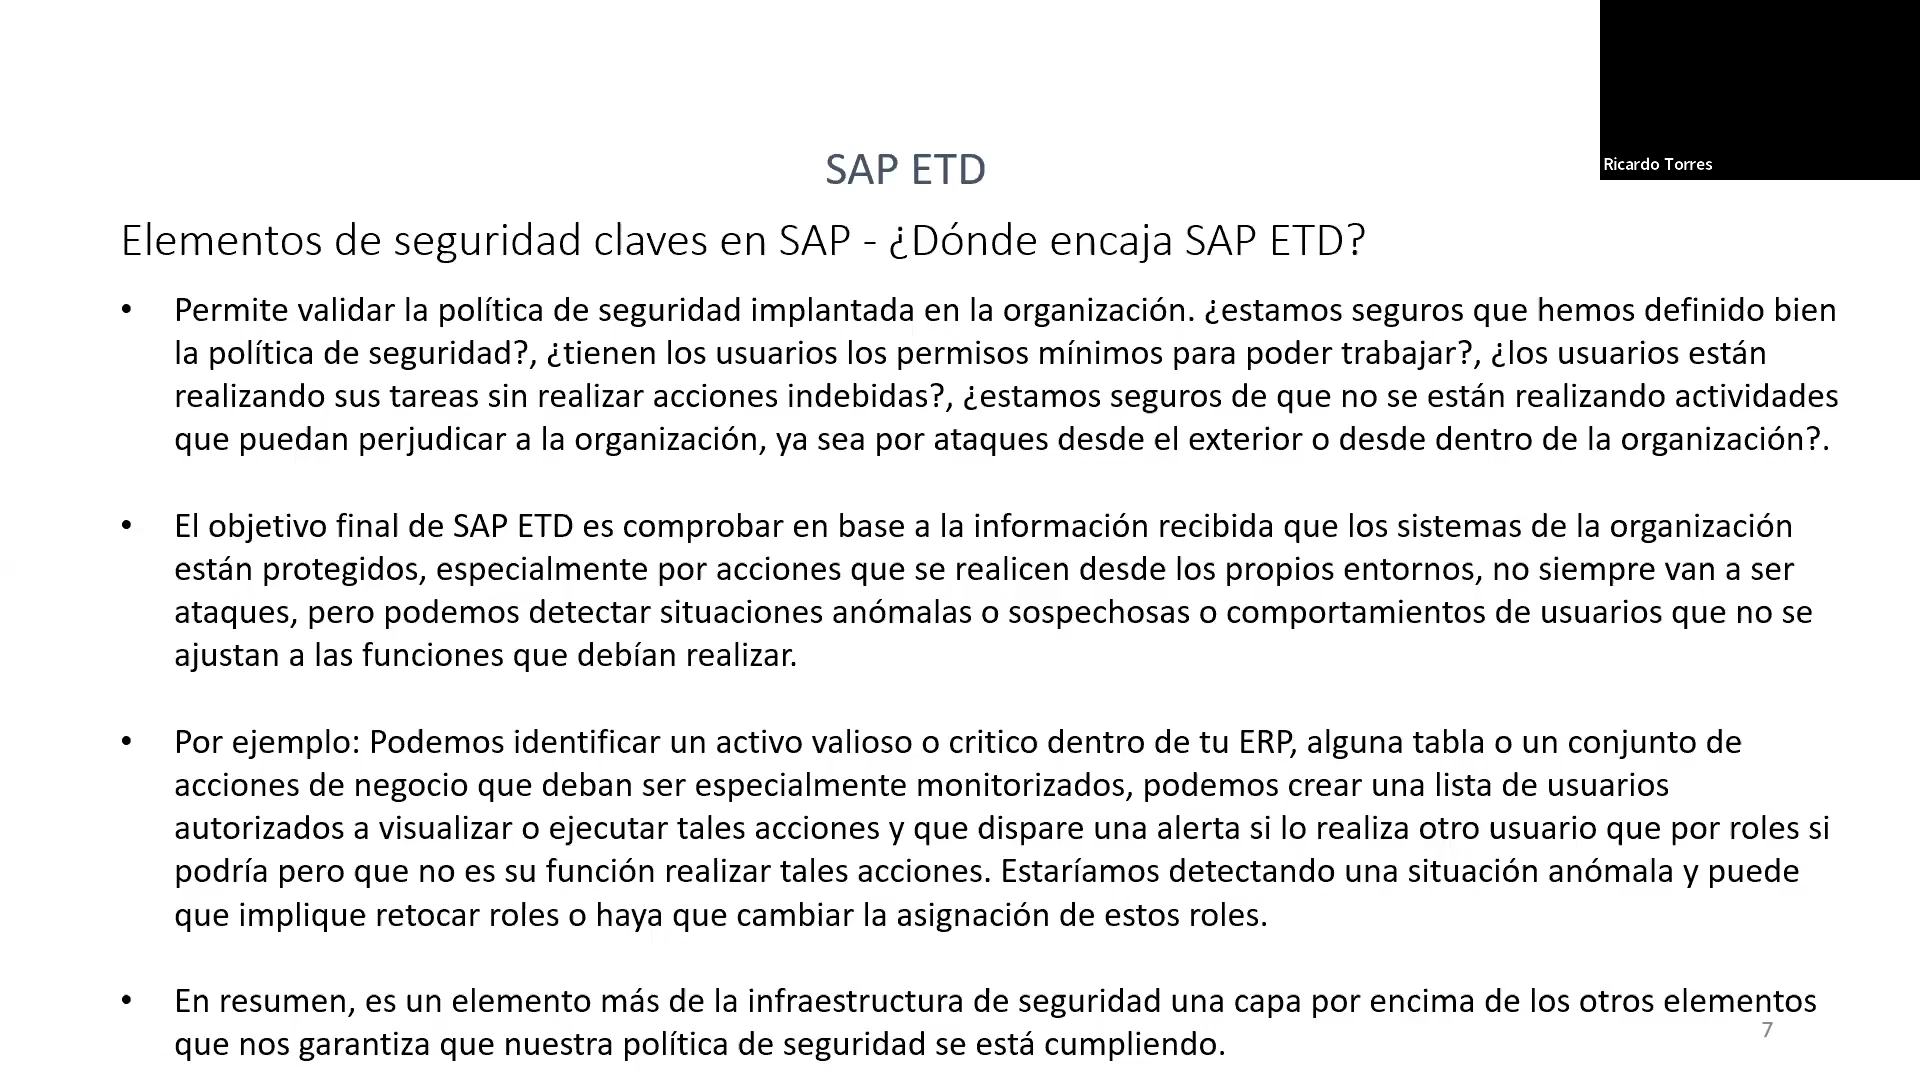 Ricardo Torres
SAP ETD
Elementos de seguridad claves en SAP - ¿Dónde encaja SAP ETD?
• Permite validar la política de seguridad implantada en la organización. ¿estamos seguros que hemos definido bien
la política de seguridad?, ¿tienen los usuarios los permisos mínimos para poder trabajar?, ¿los usuarios están
realizando sus tareas sin realizar acciones indebidas?, ¿estamos seguros de que no se están realizando actividades
que puedan perjudicar a la organización, ya sea por ataques desde el exterior o desde dentro de la organización?.
• El objetivo final de SAP ETD es comprobar en base a la información recibida que los sistemas de la organización
están protegidos, especialmente por acciones que se realicen desde los propios entornos, no siempre van a ser
ataques, pero podemos detectar situaciones anómalas o sospechosas o comportamientos de usuarios que no se
ajustan a las funciones que debían realizar.
• Por ejemplo: Podemos identificar un activo valioso o critico dentro de tu ERP, alguna tabla o un conjunto de
acciones de negocio que deban ser especialmente monitorizados, podemos crear una lista de usuarios
autorizados a visualizar o ejecutar tales acciones y que dispare una alerta si lo realiza otro usuario que por roles si
podría pero que no es su función realizar tales acciones. Estaríamos detectando una situación anómala y puede
que implique retocar roles o haya que cambiar la asignación de estos roles.
• En resumen, es un elemento más de la infraestructura de seguridad una capa por encima de los otros elementos
que nos garantiza que nuestra política de seguridad se está cumpliendo.
7